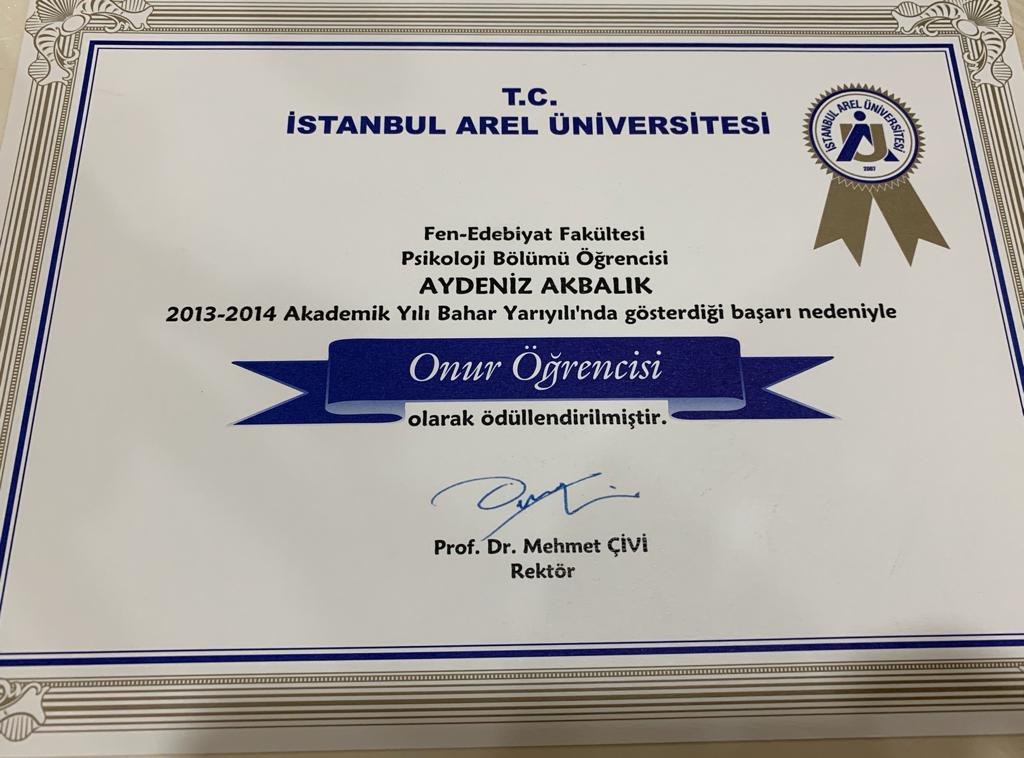 T.C.
İSTANBUL AREL ÜNİVERSİTESİ
İSTANBUL AREL ÜNİVERSİTESİ
2007
Fen-Edebiyat Fakültesi
Psikoloji Bölümü Öğrencisi
AYDENİZ AKBALIK
2013-2014 Akademik Yılı Bahar Yarıyılı'nda gösterdiği başarı nedeniyle
Onur Öğrencisi
olarak ödüllendirilmiştir.
Prof. Dr. Mehmet ÇİVİ
Rektör